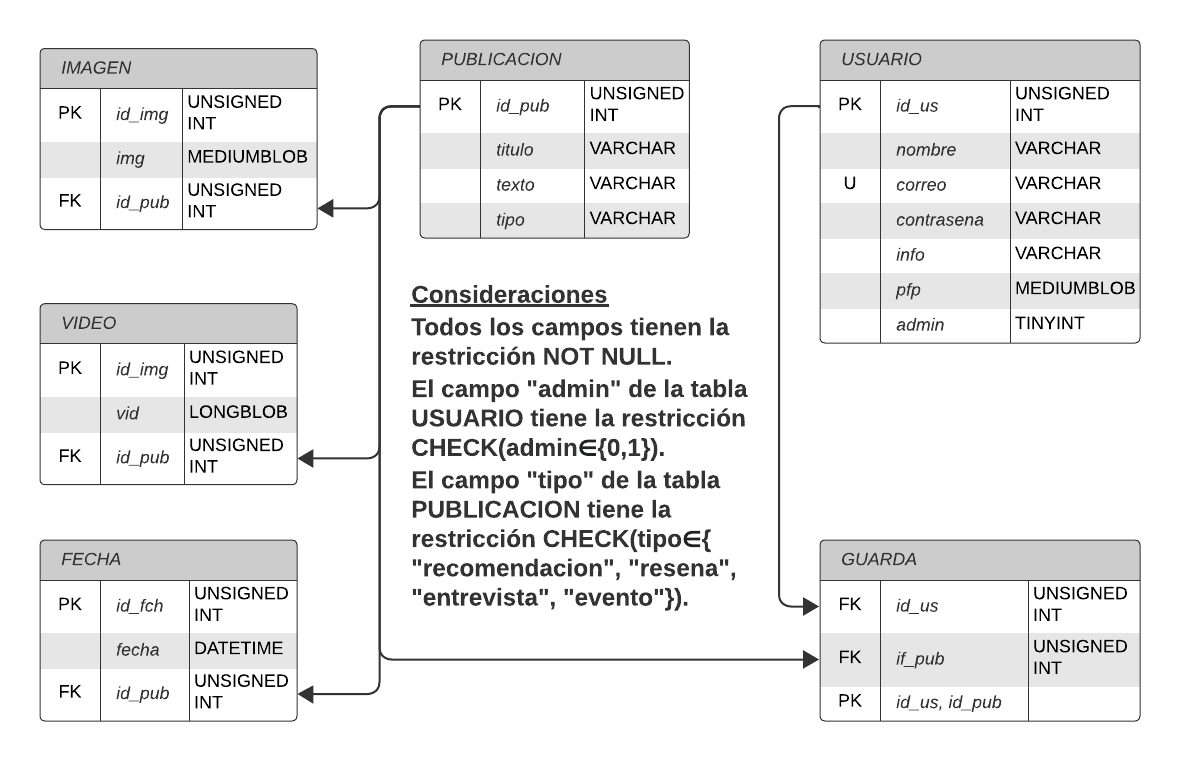 IMAGEN
PK id_img UNSIGNED
INT
img MEDIUMBLOB
FK id_pub UNSIGNED
INT
PUBLICACION
PK id_pub UNSIGNED
INT
titulo VARCHAR
texto VARCHAR
tipo VARCHAR
USUARIO
PK id_us UNSIGNED
INT
nombre VARCHAR
U correo VARCHAR
contrasena VARCHAR
info VARCHAR
pfp MEDIUMBLOB
admin TINYINT
VIDEO
PK id_img UNSIGNED
INT
vid LONGBLOB
FK id_pub UNSIGNED
INT
Consideraciones
Todos los campos tienen la
restricción NOT NULL.
El campo "admin" de la tabla
USUARIO tiene la restricción
CHECK(admin∈{0,1}).
El campo "tipo" de la tabla
PUBLICACION tiene la
restricción CHECK(tipo∈{
"recomendacion", "resena",
"entrevista", "evento"}).
FECHA
PK id_fch UNSIGNED
INT
fecha DATETIME
FK id_pub UNSIGNED
INT
GUARDA
FK id_us UNSIGNED
INT
FK if_pub UNSIGNED
INT
PK id_us, id_pub